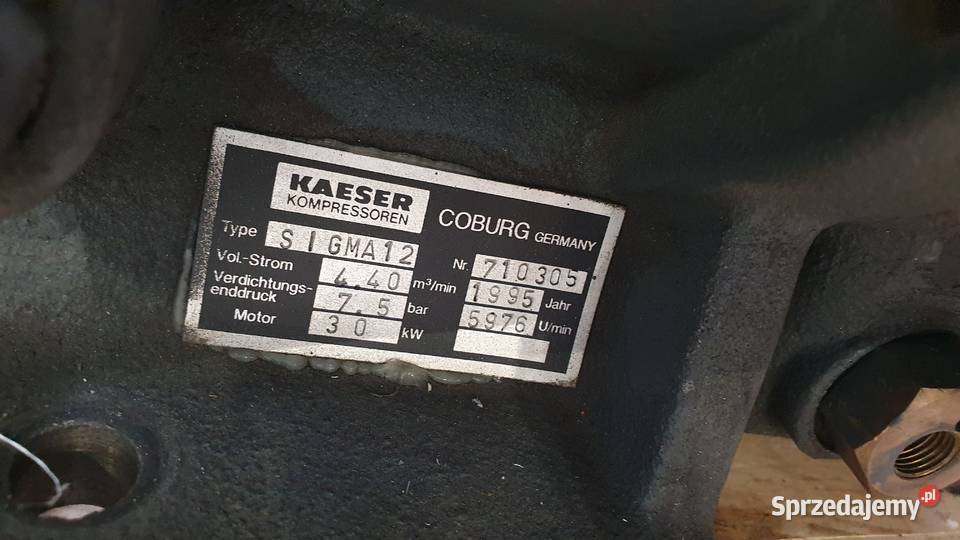 KAESER
KOMPRESSOREN
COBURG GERMANY
Type SIGMA12 Nr. 710305
Vol.-Strom 4.40 m³/min 1995 Jahr
Verdichtungs-
enddruck 7.5 bar 5976 U/min
Motor 30 kW
Sprzedajemy.pl